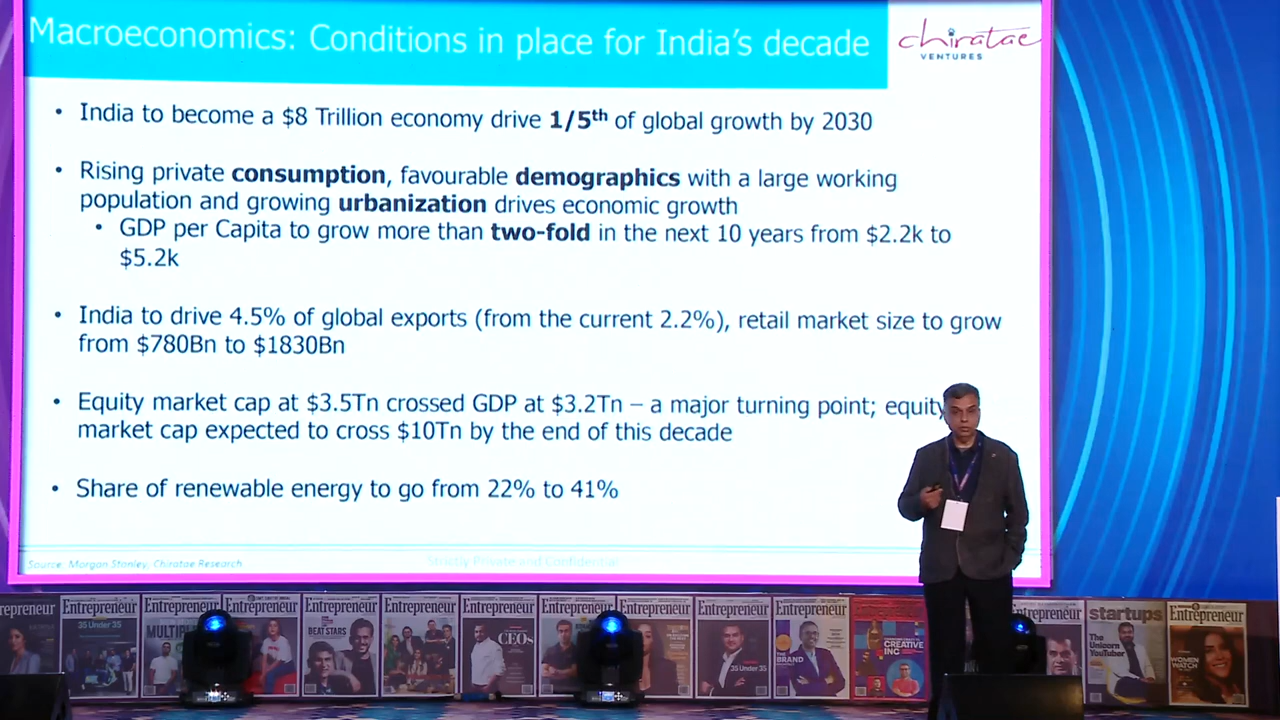 Macroeconomics: Conditions in place for India's decade
chiratae
VENTURES
• India to become a $8 Trillion economy drive 1/5th of global growth by 2030
• Rising private consumption, favourable demographics with a large working
population and growing urbanization drives economic growth
• GDP per Capita to grow more than two-fold in the next 10 years from $2.2k to
$5.2k
• India to drive 4.5% of global exports (from the current 2.2%), retail market size to grow
from $780Bn to $1830Bn
• Equity market cap at $3.5Tn crossed GDP at $3.2Tn – a major turning point; equity
market cap expected to cross $10Tn by the end of this decade
• Share of renewable energy to go from 22% to 41%
Source: Morgan Stanley, Chiratae Research
Strictly Private and Confidential
epreneur
Entrepreneur
35 Under 35
Entrepreneur
Entrepreneur
Entrepreneur
BEAT STARS
Entrepreneur
Entrepreneur
CEOs
Entrepreneur
Entrepreneur
Entrepreneur
35 Under 35
Entrepreneur
THE BRAND
Entrepreneur
CREATIVE
INC
preneur
startups
The
Unicorn
YouTuber
Entrepreneur
WOMEN
WATCH